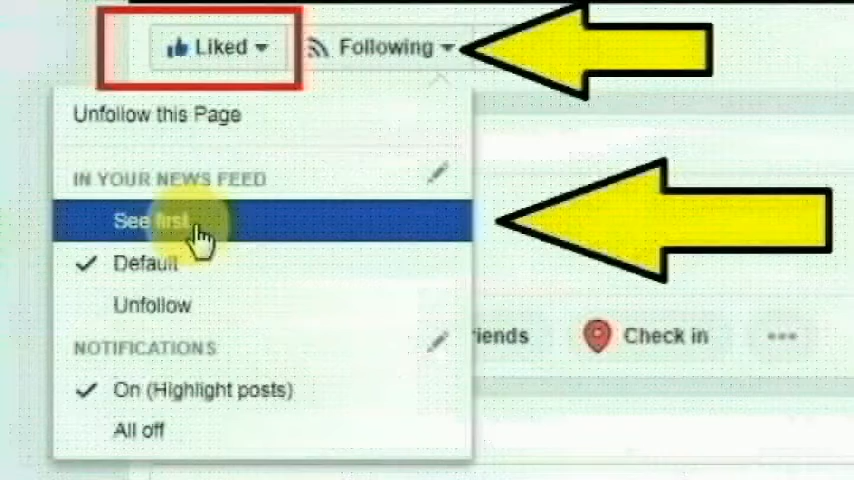 Liked Following
Unfollow this Page
IN YOUR NEWS FEED
See first
Default
Unfollow
NOTIFICATIONS
riends Check in
On (Highlight posts)
All off